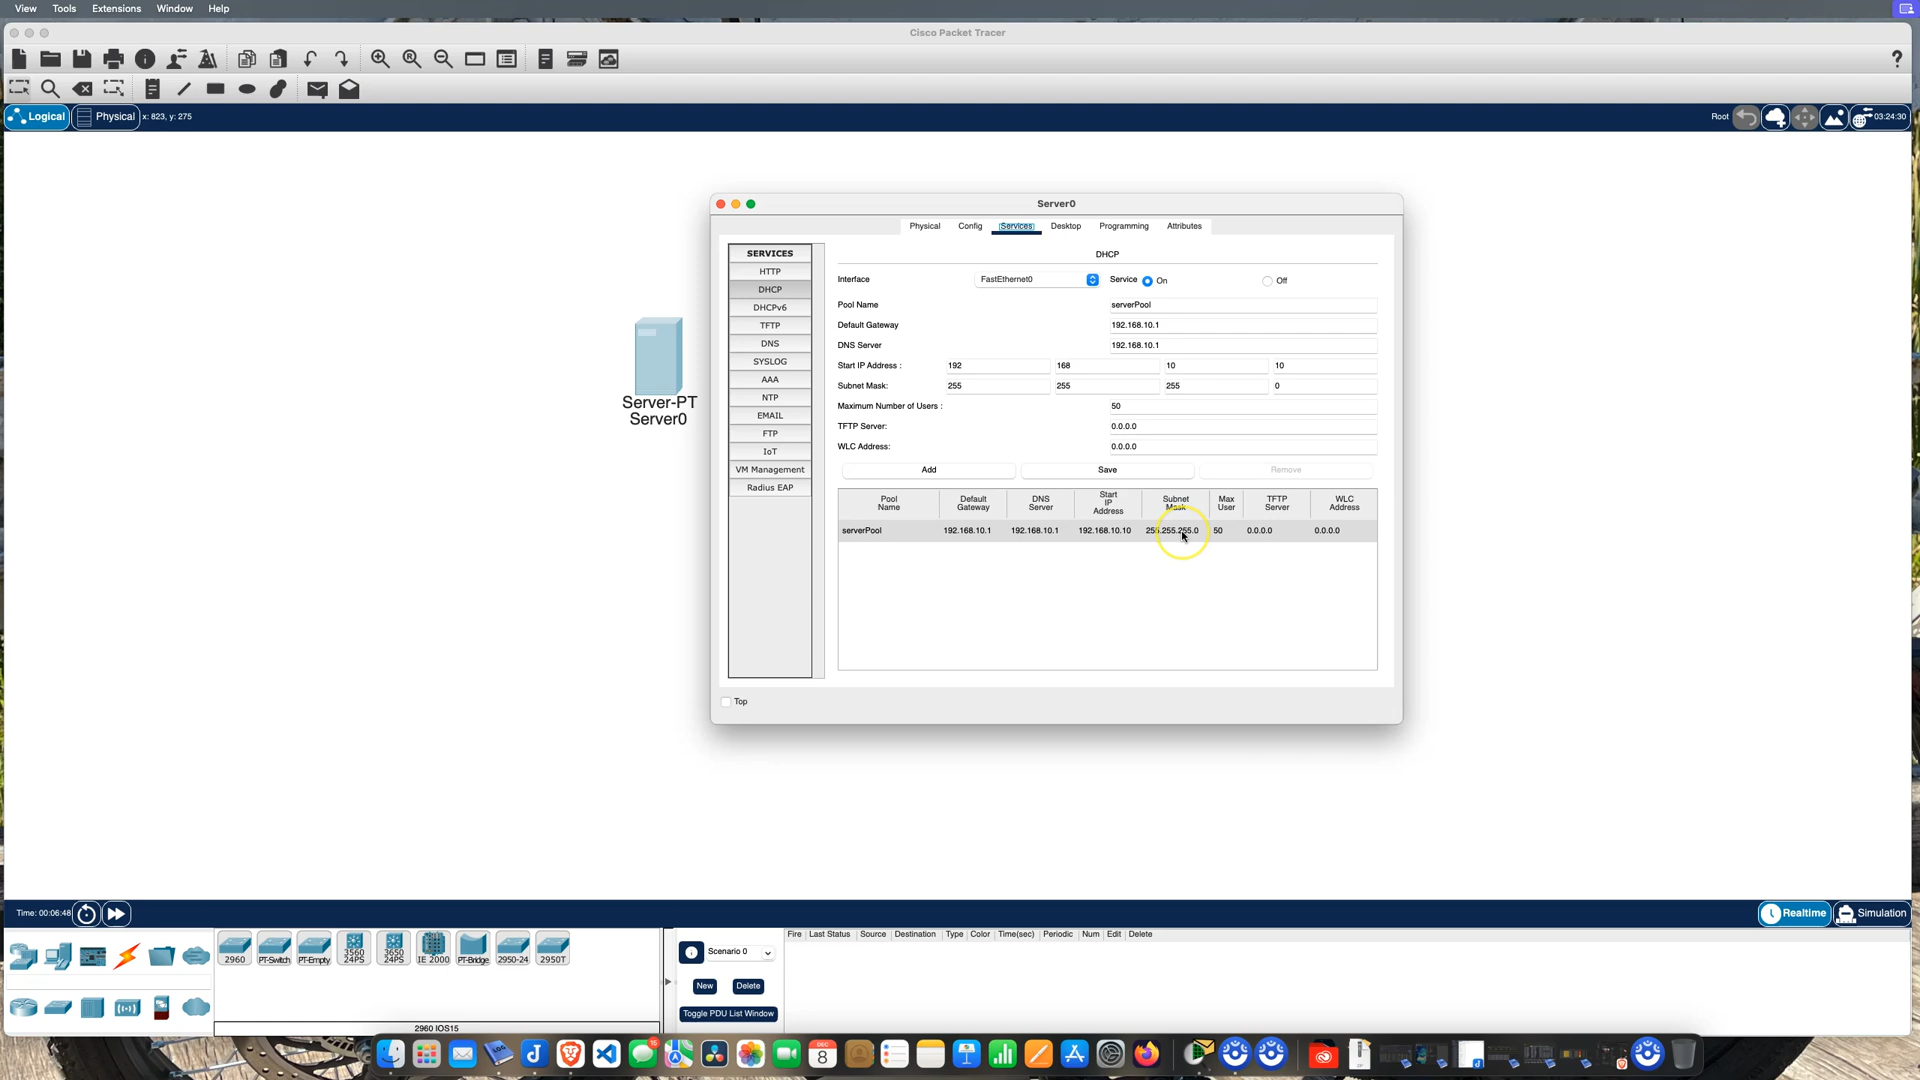 View Tools Extensions Window Help
Cisco Packet Tracer
Logical Physical x: 823, y: 275 Root 03:24:30
Server-PT
Server0
Server0
Physical Config Services Desktop Programming Attributes
SERVICES
HTTP
DHCP
DHCPv6
TFTP
DNS
SYSLOG
AAA
NTP
EMAIL
FTP
IoT
VM Management
Radius EAP
DHCP
Interface FastEthernet0 Service On Off
Pool Name serverPool
Default Gateway 192.168.10.1
DNS Server 192.168.10.1
Start IP Address : 192 168 10 10
Subnet Mask: 255 255 255 0
Maximum Number of Users : 50
TFTP Server: 0.0.0.0
WLC Address: 0.0.0.0
Add Save Remove
Pool Name Default Gateway DNS Server Start IP Address Subnet Mask Max User TFTP Server WLC Address
serverPool 192.168.10.1 192.168.10.1 192.168.10.10 255.255.255.0 50 0.0.0.0 0.0.0.0
Top
Time: 00:06:48 Realtime Simulation
2960 PT-Switch PT-Empty 3560 24PS 3650 24PS IE 2000 PT-Bridge 2950-24 2950T
2960 IOS15
Scenario 0
New Delete
Toggle PDU List Window
Fire Last Status Source Destination Type Color Time(sec) Periodic Num Edit Delete
DEC
8